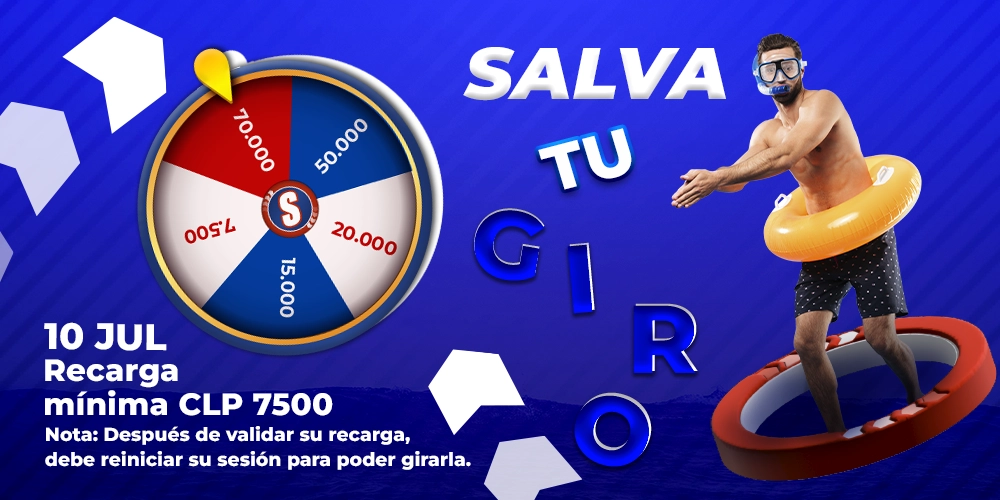 SALVA
TU
GIRO
70.000
50.000
20.000
15.000
7.500
S
10 JUL
Recarga
mínima CLP 7500
Nota: Después de validar su recarga,
debe reiniciar su sesión para poder girarla.